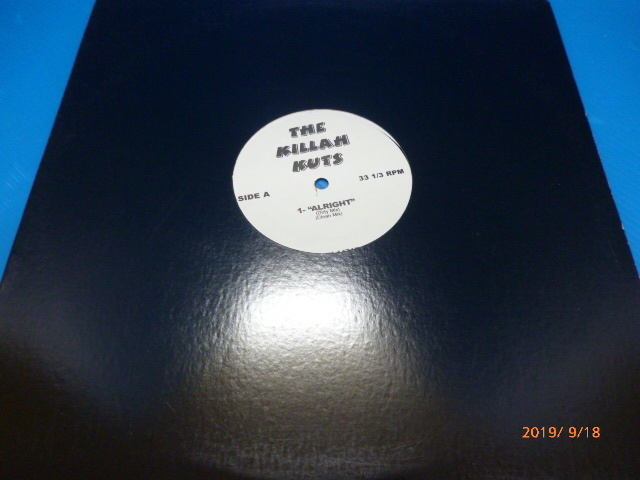 THE
KILLAH
KUTS
SIDE A
33 1/3 RPM
1- "ALRIGHT"
(Dirty Mix)
(Clean Mix)
2019/ 9/18